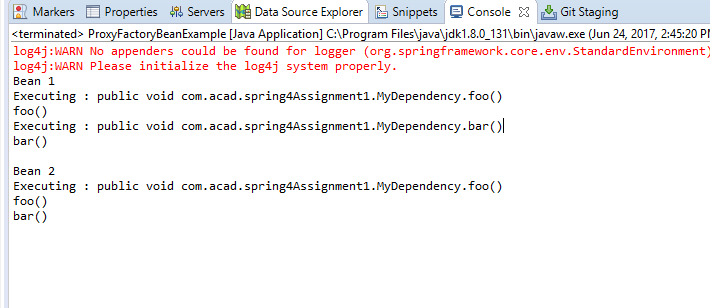 Markers Properties Servers Data Source Explorer Snippets Console Git Staging
<terminated> ProxyFactoryBeanExample [Java Application] C:\Program Files\java\jdk1.8.0_131\bin\javaw.exe (Jun 24, 2017, 2:45:20 P
log4j:WARN No appenders could be found for logger (org.springframework.core.env.StandardEnvironment)
log4j:WARN Please initialize the log4j system properly.
Bean 1
Executing : public void com.acad.spring4Assignment1.MyDependency.foo()
foo()
Executing : public void com.acad.spring4Assignment1.MyDependency.bar()
bar()
Bean 2
Executing : public void com.acad.spring4Assignment1.MyDependency.foo()
foo()
bar()